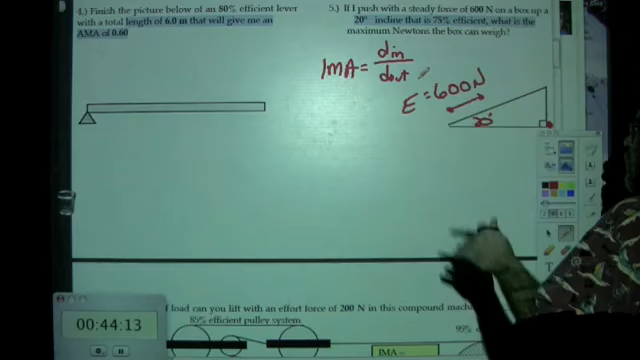 4.) Finish the picture below of an 80% efficient lever
with a total length of 6.0 m that will give me an
AMA of 0.60
5.) If I push with a steady force of 600 N on a box up a
20° incline that is 75% efficient, what is the
maximum Newtons the box can weigh?
IMA = din
dout
E = 600N
20°
load can you lift with an effort force of 200 N in this compound mach
85% efficient pulley system
IMA =
00:44:13